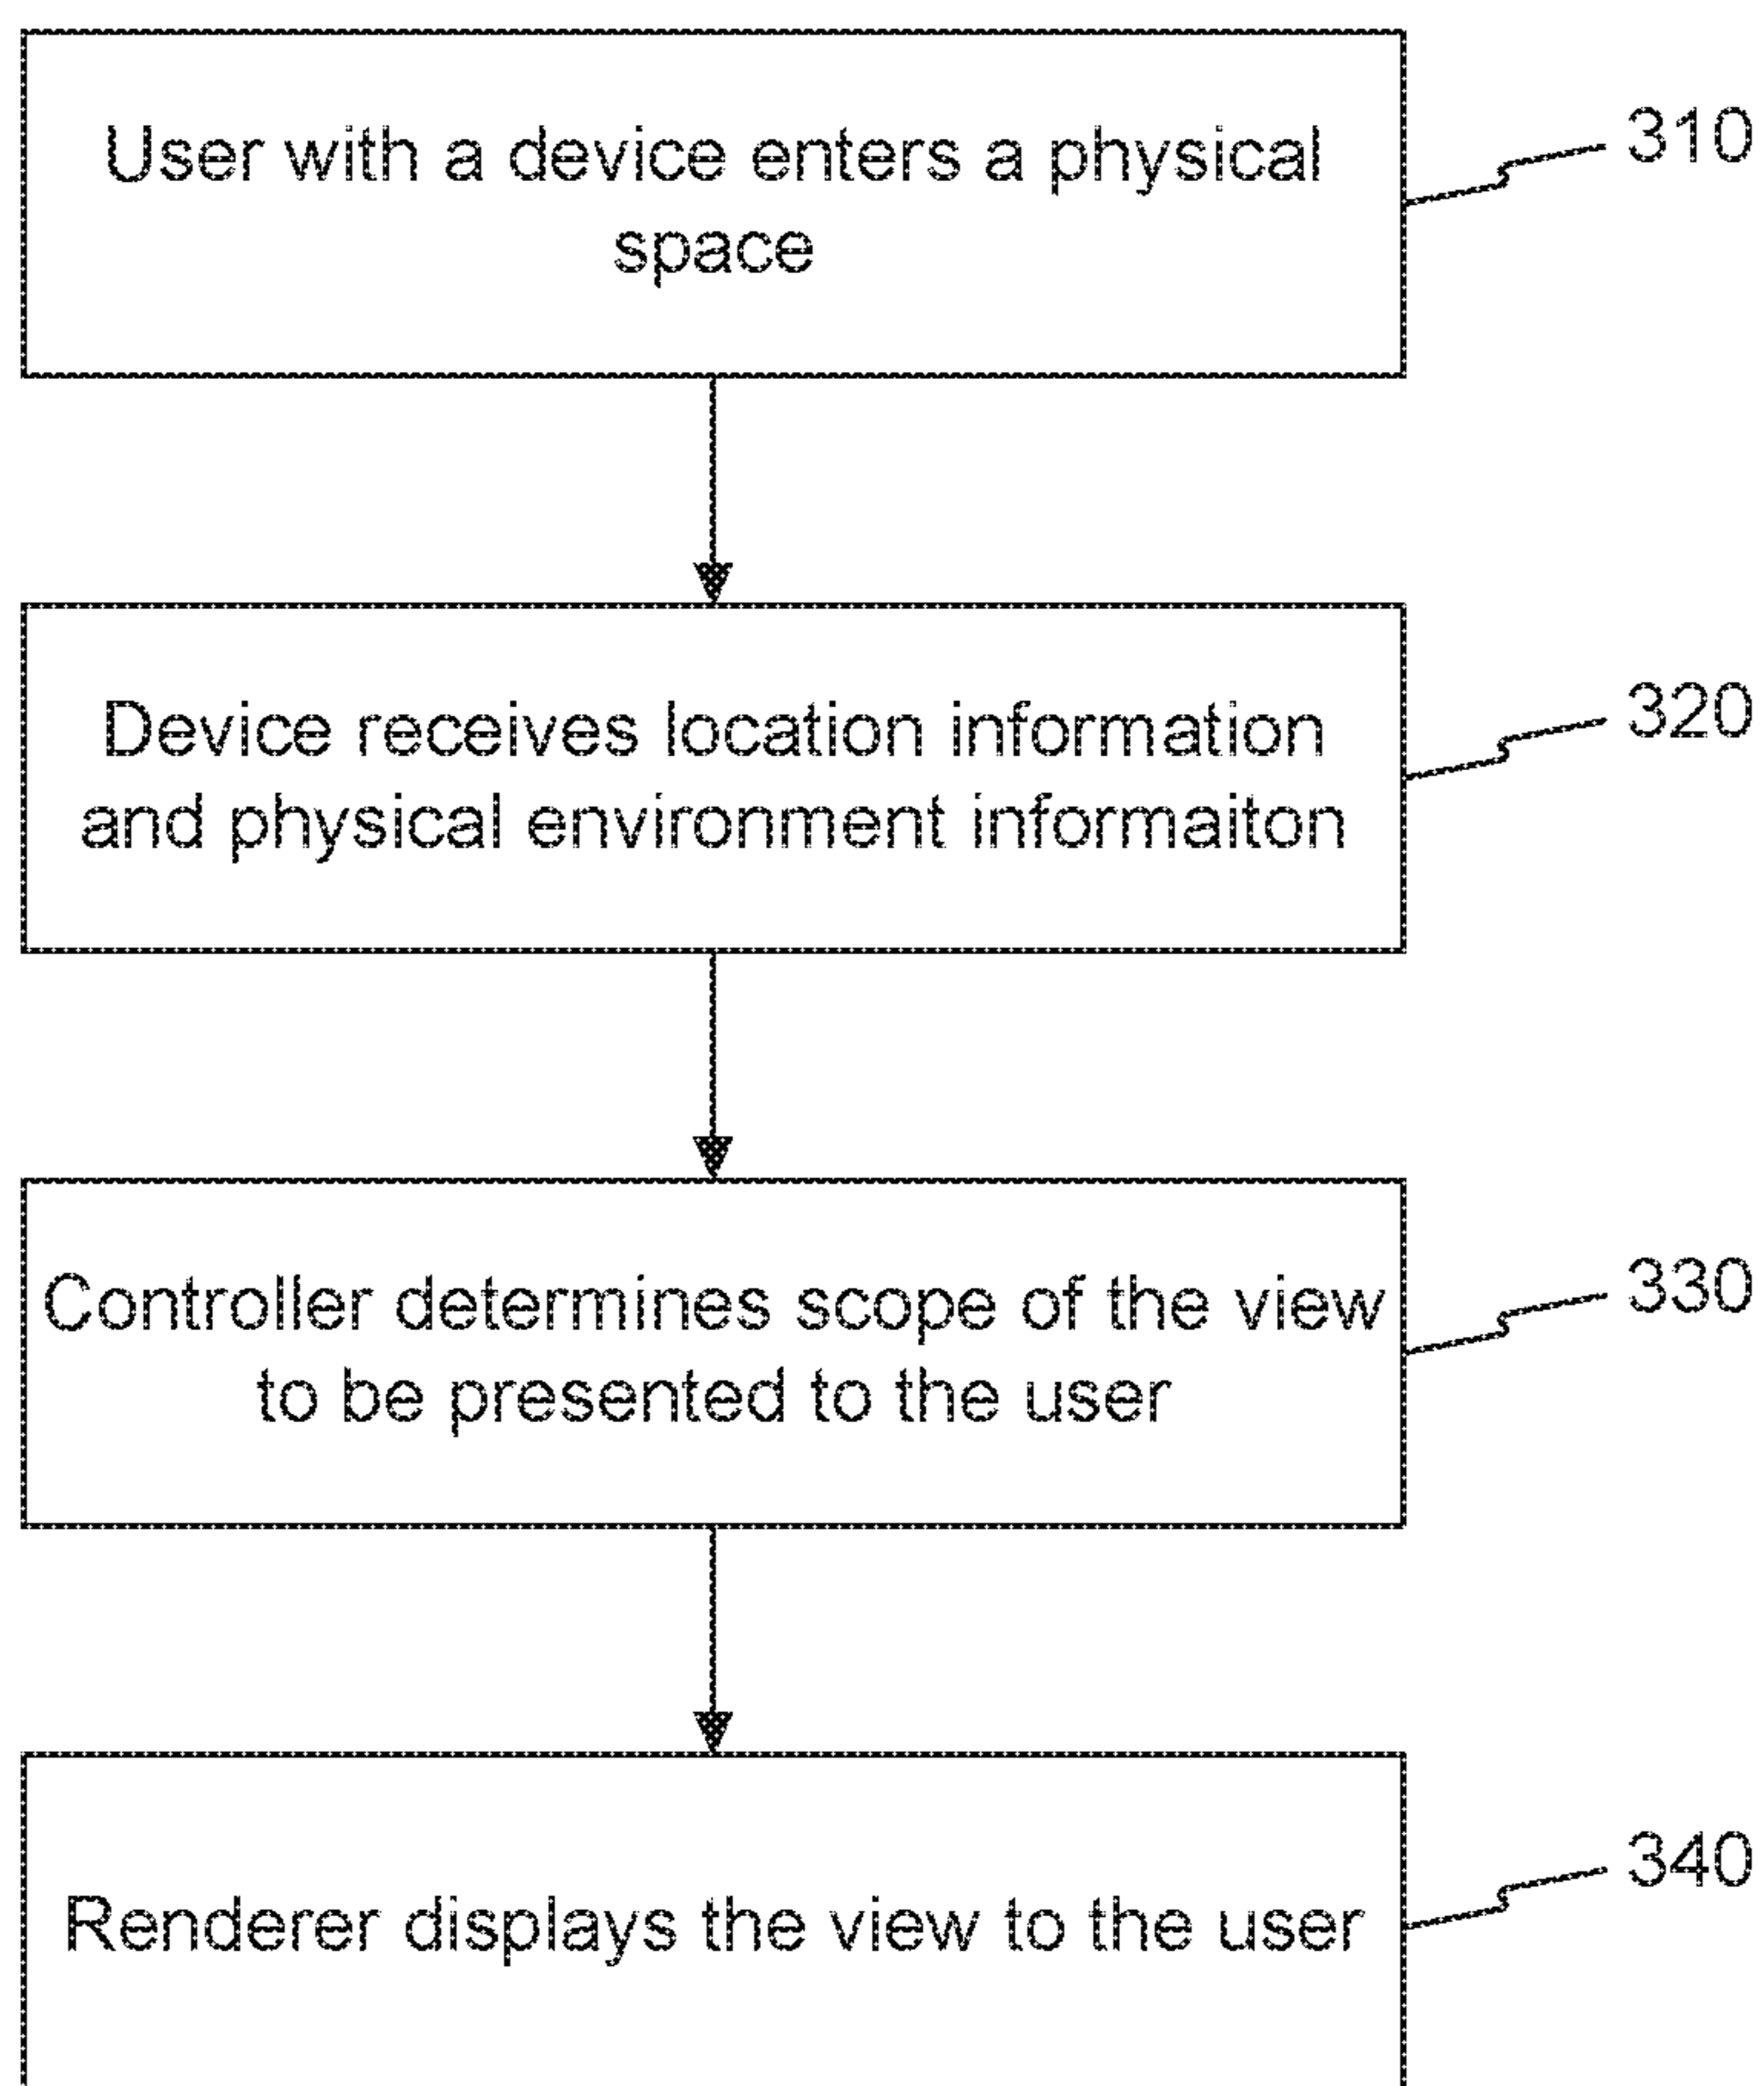 User with a device enters a physical
space
310
Device receives location information
and physical environment informaiton
320
Controller determines scope of the view
to be presented to the user
330
Renderer displays the view to the user
340